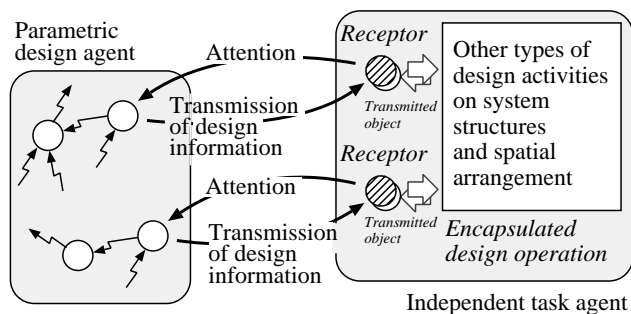 Parametric
design agent
Attention
Transmission
of design
information
Attention
Transmission
of design
information
Receptor
Transmitted
object
Receptor
Transmitted
object
Other types of
design activities
on system
structures
and spatial
arrangement
Encapsulated
design operation
Independent task agent